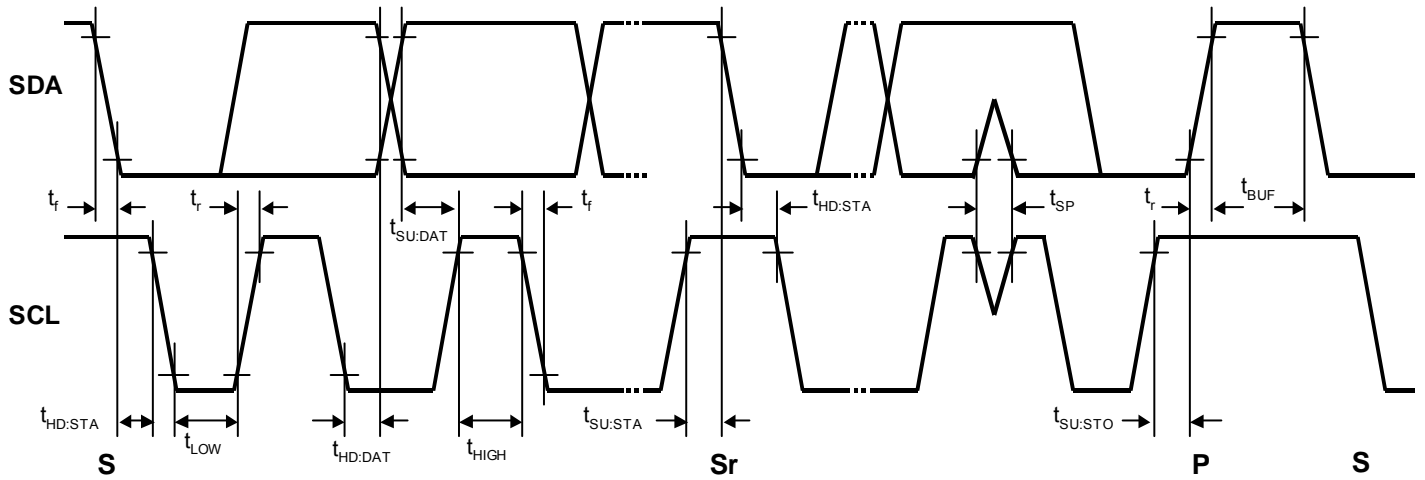 SDA
t_f
t_r
t_SU:DAT
t_f
t_HD:STA
t_SP
t_r
t_BUF
SCL
t_HD:STA
t_LOW
t_HD:DAT
t_HIGH
t_SU:STA
t_SU:STO
S
Sr
P
S